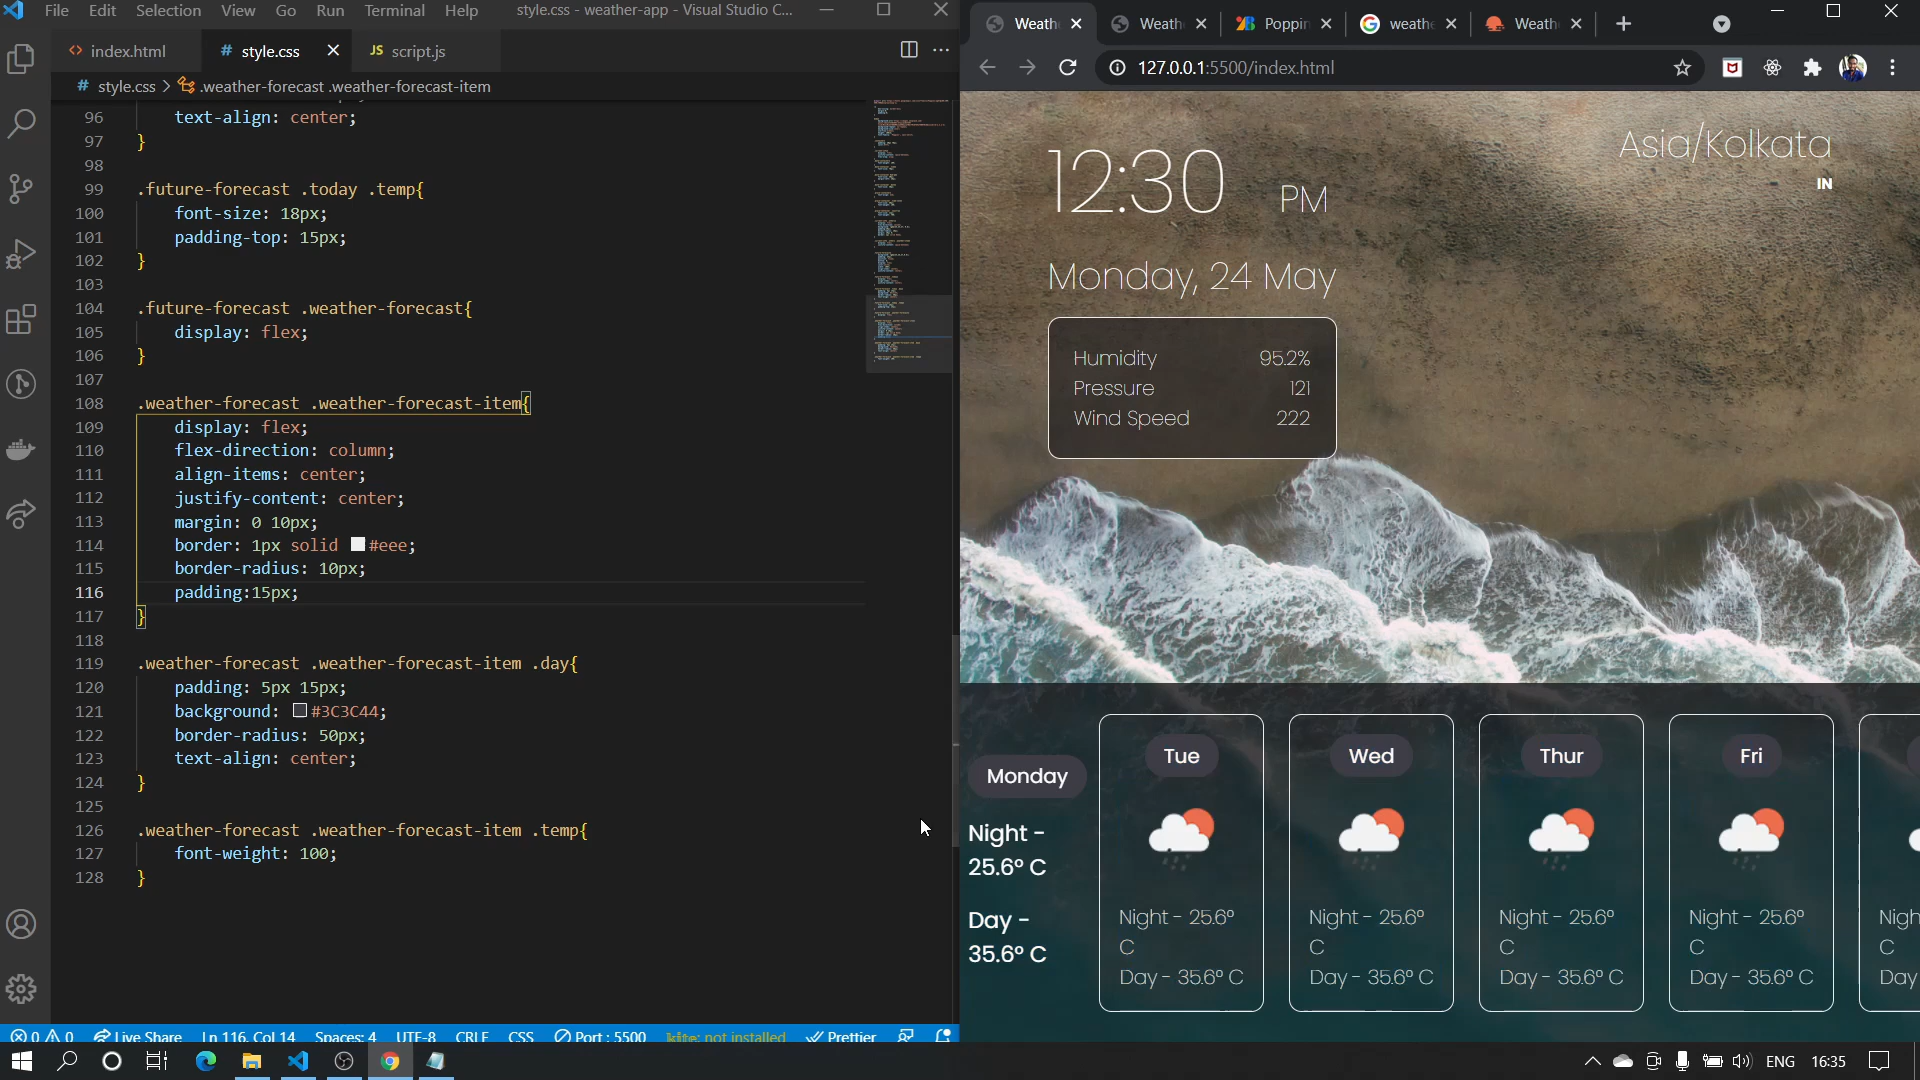 File Edit Selection View Go Run Terminal Help style.css - weather-app - Visual Studio C...
<> index.html # style.css JS script.js
# style.css > .weather-forecast .weather-forecast-item
96 text-align: center;
97 }
98
99 .future-forecast .today .temp{
100 font-size: 18px;
101 padding-top: 15px;
102 }
103
104 .future-forecast .weather-forecast{
105 display: flex;
106 }
107
108 .weather-forecast .weather-forecast-item{
109 display: flex;
110 flex-direction: column;
111 align-items: center;
112 justify-content: center;
113 margin: 0 10px;
114 border: 1px solid #eee;
115 border-radius: 10px;
116 padding:15px;
117 }
118
119 .weather-forecast .weather-forecast-item .day{
120 padding: 5px 15px;
121 background: #3C3C44;
122 border-radius: 50px;
123 text-align: center;
124 }
125
126 .weather-forecast .weather-forecast-item .temp{
127 font-weight: 100;
128 }
0 0 Live Share Ln 116, Col 14 Spaces: 4 UTF-8 CRLF CSS Port : 5500 kite: not installed Prettier
Weath Weath Poppin weathe Weath
127.0.0.1:5500/index.html
12:30 PM
Asia/Kolkata
IN
Monday, 24 May
Humidity 95.2%
Pressure 121
Wind Speed 222
Monday
Night -
25.6° C
Day -
35.6° C
Tue
Night - 25.6°
C
Day - 35.6° C
Wed
Night - 25.6°
C
Day - 35.6° C
Thur
Night - 25.6°
C
Day - 35.6° C
Fri
Night - 25.6°
C
Day - 35.6° C
Nigh
C
Day
ENG 16:35